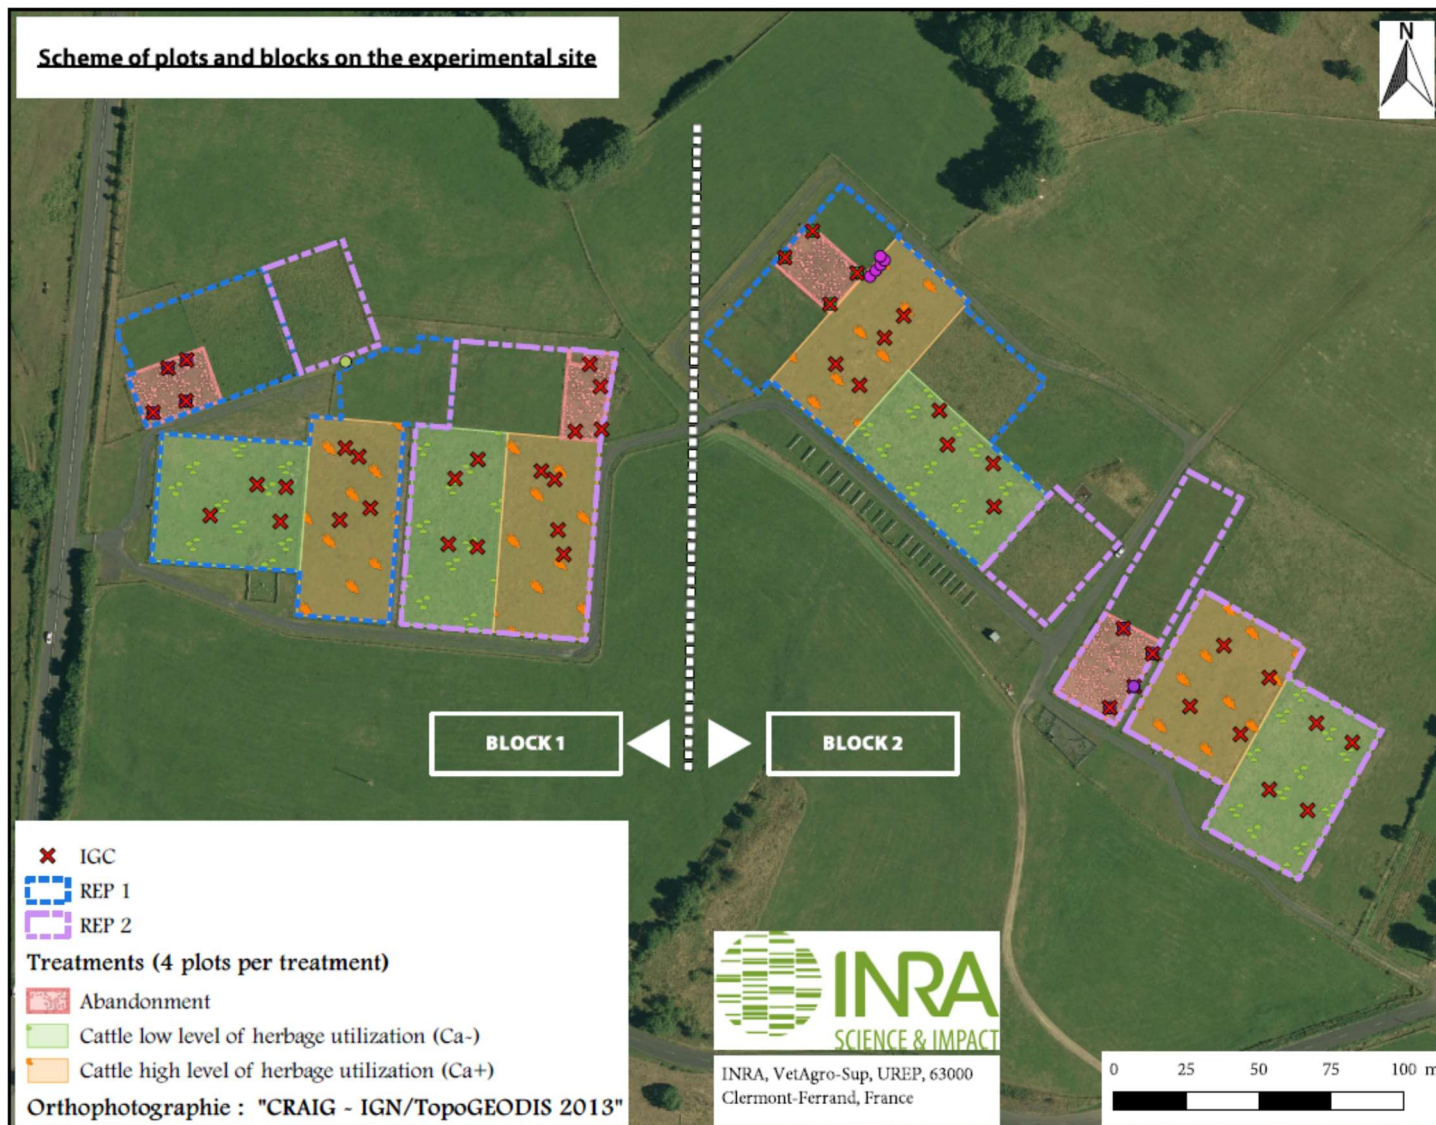 Scheme of plots and blocks on the experimental site
N
BLOCK 1
BLOCK 2
IGC
REP 1
REP 2
Treatments (4 plots per treatment)
Abandonment
Cattle low level of herbage utilization (Ca-)
Cattle high level of herbage utilization (Ca+)
Orthophotographie : "CRAIG - IGN/TopoGEODIS 2013"
INRA
SCIENCE & IMPACT
INRA, VetAgro-Sup, UREP, 63000
Clermont-Ferrand, France
0 25 50 75 100 m